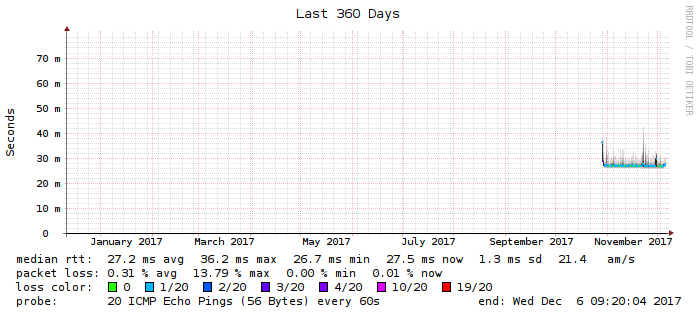 Last 360 Days
RRDTOOL / TOBI OETIKER
Seconds
70 m
60 m
50 m
40 m
30 m
20 m
10 m
0
January 2017 March 2017 May 2017 July 2017 September 2017 November 2017
median rtt: 27.2 ms avg 36.2 ms max 26.7 ms min 27.5 ms now 1.3 ms sd 21.4 am/s
packet loss: 0.31 % avg 13.79 % max 0.00 % min 0.01 % now
loss color: 0 1/20 2/20 3/20 4/20 10/20 19/20
probe: 20 ICMP Echo Pings (56 Bytes) every 60s end: Wed Dec 6 09:20:04 2017